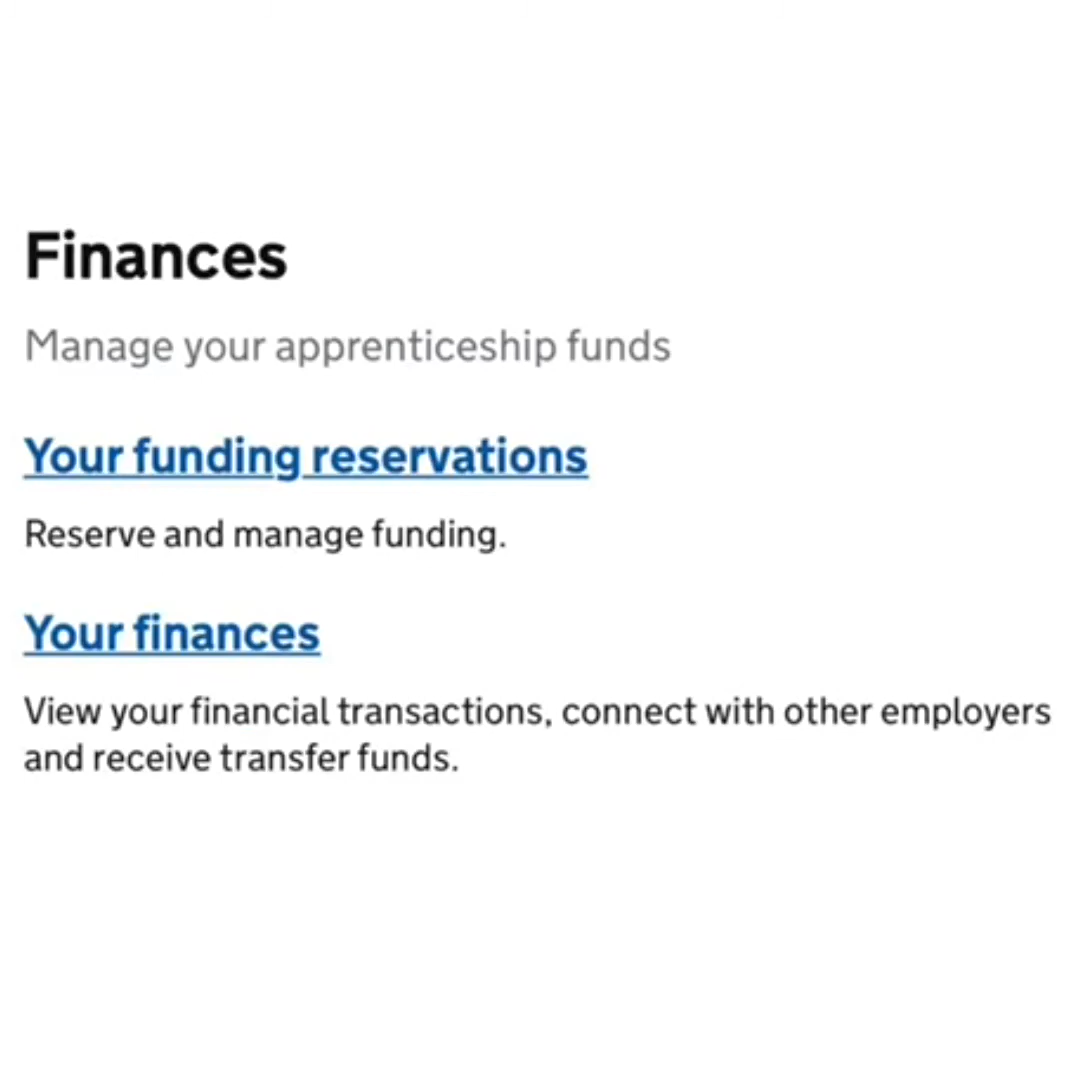 Finances
Manage your apprenticeship funds
Your funding reservations
Reserve and manage funding.
Your finances
View your financial transactions, connect with other employers
and receive transfer funds.